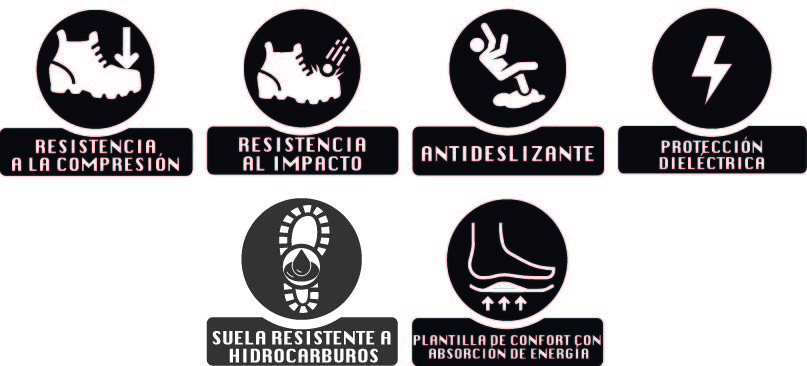 RESISTENCIA
A LA COMPRESIÓN
RESISTENCIA
AL IMPACTO
ANTIDESLIZANTE
PROTECCIÓN
DIELÉCTRICA
SUELA RESISTENTE A
HIDROCARBUROS
PLANTILLA DE CONFORT CON
ABSORCIÓN DE ENERGÍA